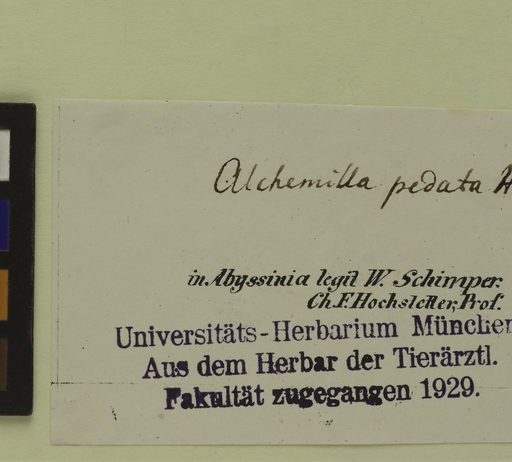 Alchemilla pedata H
in Abyssinia legit W. Schimper.
Ch. F. Hochstetter, Prof.
Universitäts-Herbarium München
Aus dem Herbar der Tierärztl.
Fakultät zugegangen 1929.